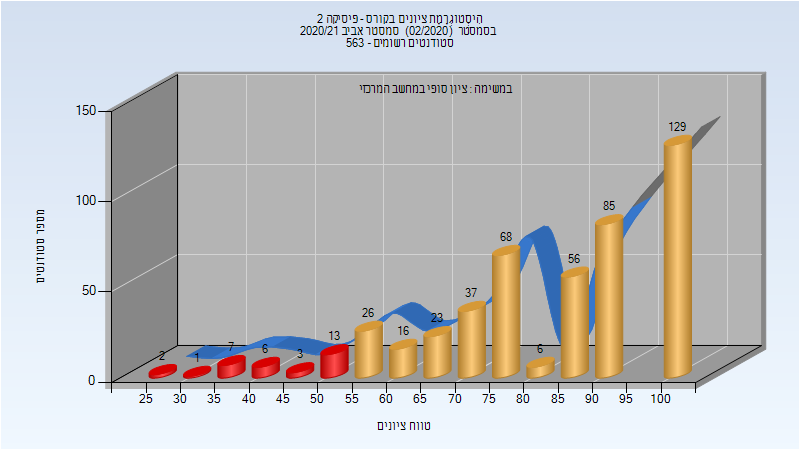 היסטוגרמת ציונים בקורס - פיסיקה 2
בסמסטר (02/2020) סמסטר אביב 2020/21
סטודנטים רשומים - 563
במשימה : ציון סופי במחשב המרכזי
מספר סטודנטים
150
100
50
0
2
1
7
6
3
13
26
16
23
37
68
6
56
85
129
25 30 35 40 45 50 55 60 65 70 75 80 85 90 95 100
טווח ציונים